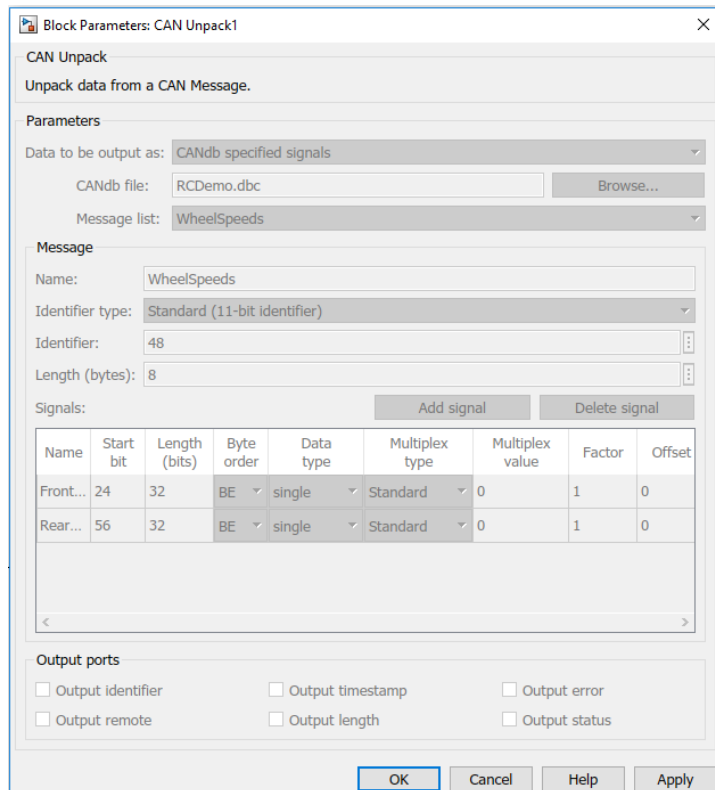 Block Parameters: CAN Unpack1
CAN Unpack
Unpack data from a CAN Message.
Parameters
Data to be output as: CANdb specified signals
CANdb file: RCDemo.dbc Browse...
Message list: WheelSpeeds
Message
Name: WheelSpeeds
Identifier type: Standard (11-bit identifier)
Identifier: 48
Length (bytes): 8
Signals: Add signal Delete signal
Name Start bit Length (bits) Byte order Data type Multiplex type Multiplex value Factor Offset
Front... 24 32 BE single Standard 0 1 0
Rear... 56 32 BE single Standard 0 1 0
Output ports
Output identifier Output timestamp Output error
Output remote Output length Output status
OK Cancel Help Apply